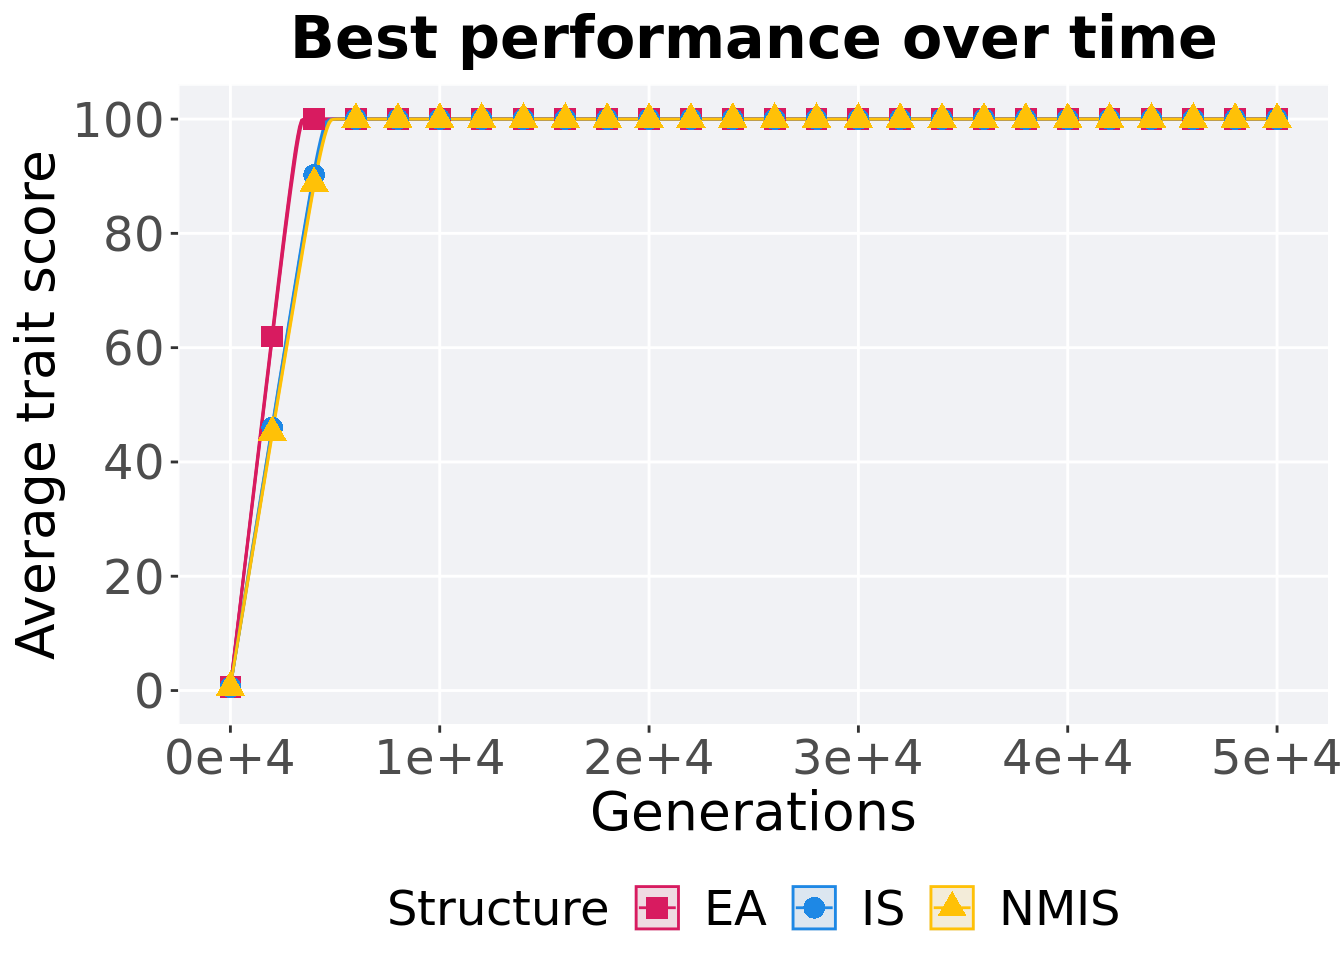 Best performance over time
Average trait score
100
80
60
40
20
0
0e+4 1e+4 2e+4 3e+4 4e+4 5e+4
Generations
Structure EA IS NMIS